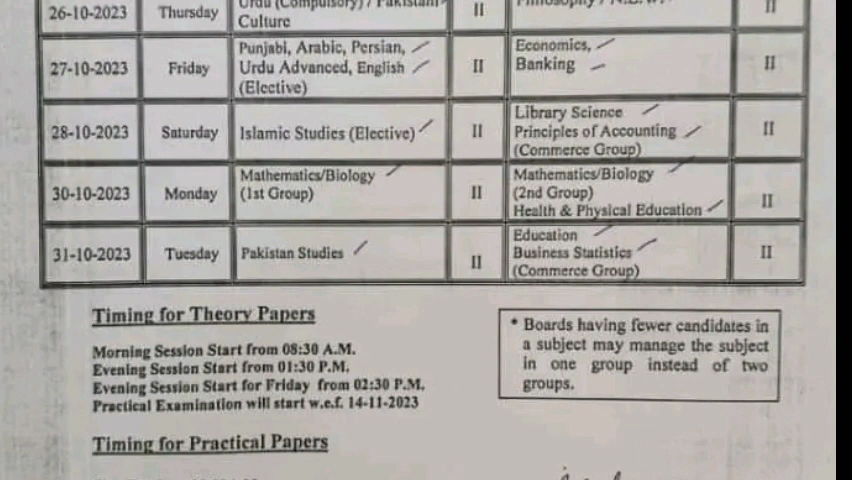 26-10-2023 Thursday Urdu (Compulsory) / Pakistani II Philosophy /
Culture
27-10-2023 Friday Punjabi, Arabic, Persian, II Economics, II
Urdu Advanced, English Banking
(Elective)
28-10-2023 Saturday Islamic Studies (Elective) II Library Science II
Principles of Accounting
(Commerce Group)
30-10-2023 Monday Mathematics/Biology II Mathematics/Biology II
(1st Group) (2nd Group)
Health & Physical Education
31-10-2023 Tuesday Pakistan Studies II Education II
Business Statistics
(Commerce Group)
Timing for Theory Papers
Morning Session Start from 08:30 A.M.
Evening Session Start from 01:30 P.M.
Evening Session Start for Friday from 02:30 P.M.
Practical Examination will start w.e.f. 14-11-2023
* Boards having fewer candidates in
a subject may manage the subject
in one group instead of two
groups.
Timing for Practical Papers